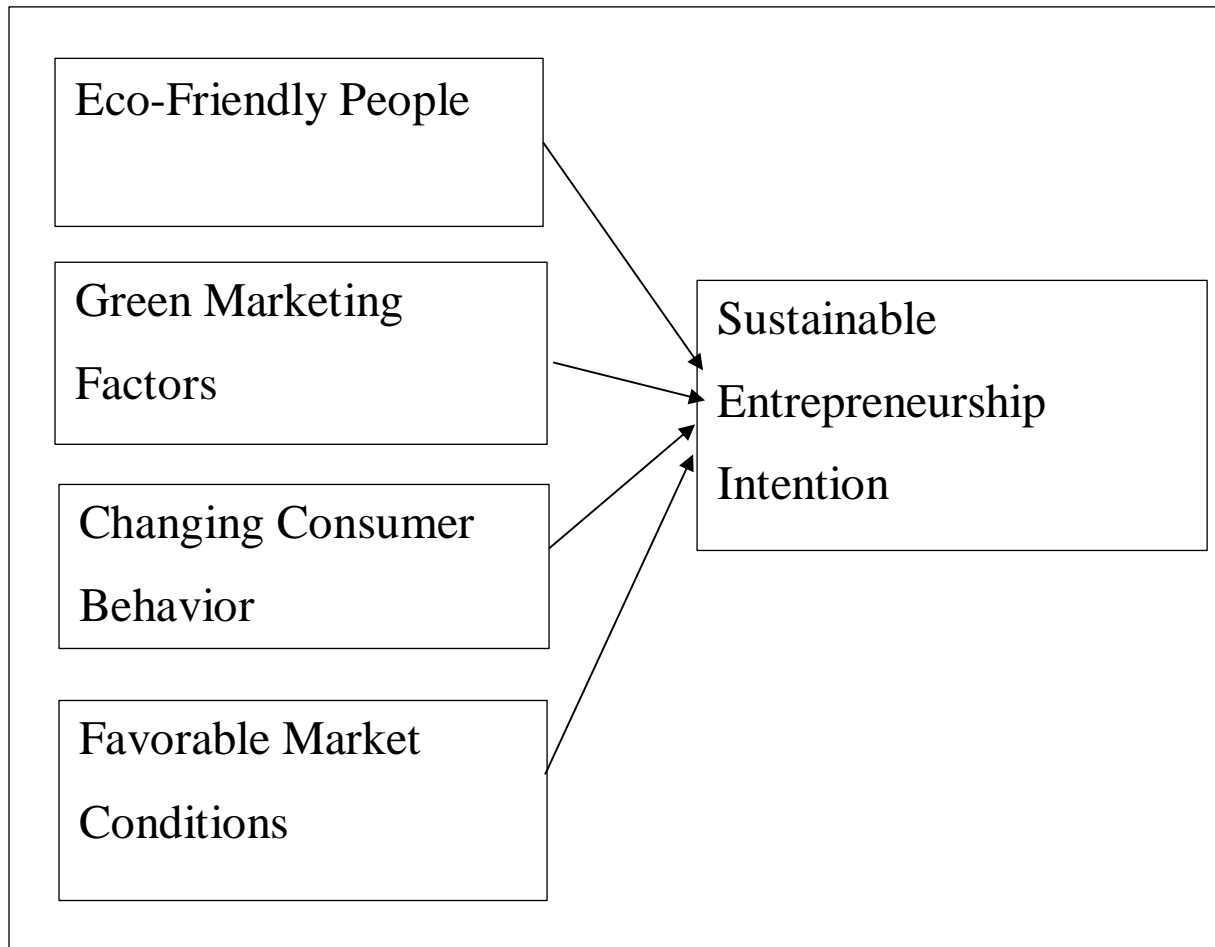 Eco-Friendly People
Green Marketing
Factors
Changing Consumer
Behavior
Favorable Market
Conditions
Sustainable
Entrepreneurship
Intention